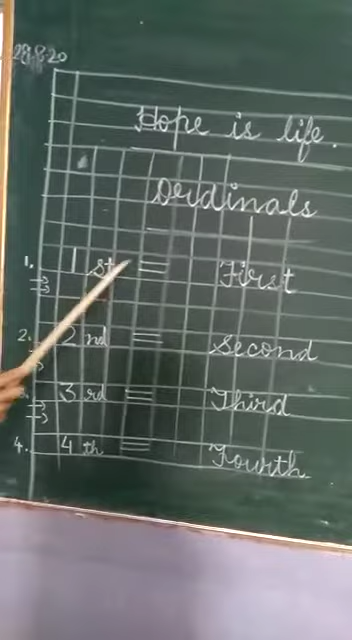 28.8.20
Hope is life.
Ordinals
1. 1st = First
2. 2nd = Second
3. 3rd = Third
4. 4th = Fourth